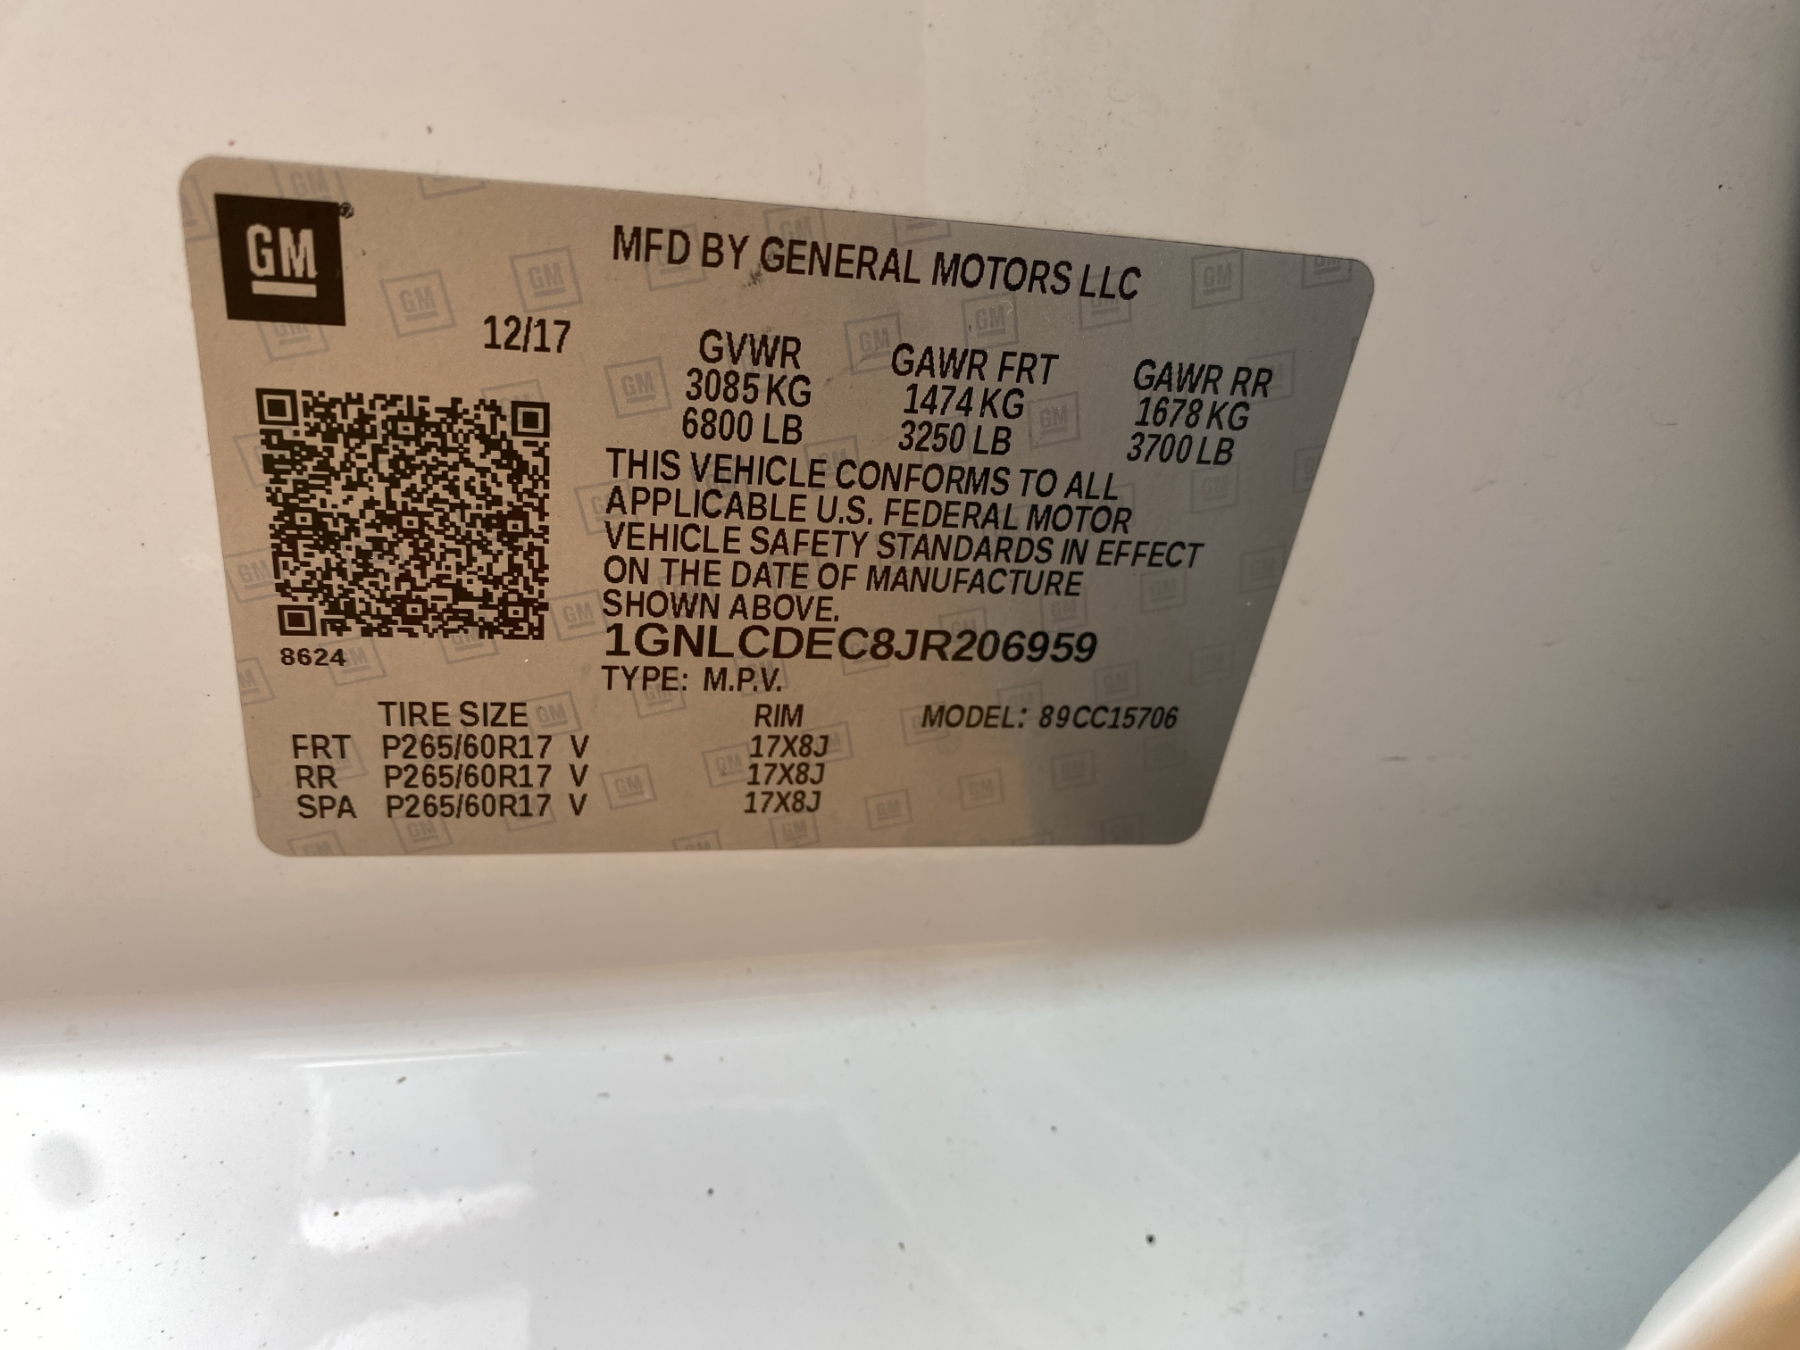 GM®
MFD BY GENERAL MOTORS LLC
12/17
GVWR GAWR FRT GAWR RR
3085 KG 1474 KG 1678 KG
6800 LB 3250 LB 3700 LB
THIS VEHICLE CONFORMS TO ALL
APPLICABLE U.S. FEDERAL MOTOR
VEHICLE SAFETY STANDARDS IN EFFECT
ON THE DATE OF MANUFACTURE
SHOWN ABOVE.
1GNLCDEC8JR206959
8624
TYPE: M.P.V.
TIRE SIZE RIM MODEL: 89CC15706
FRT P265/60R17 V 17X8J
RR P265/60R17 V 17X8J
SPA P265/60R17 V 17X8J